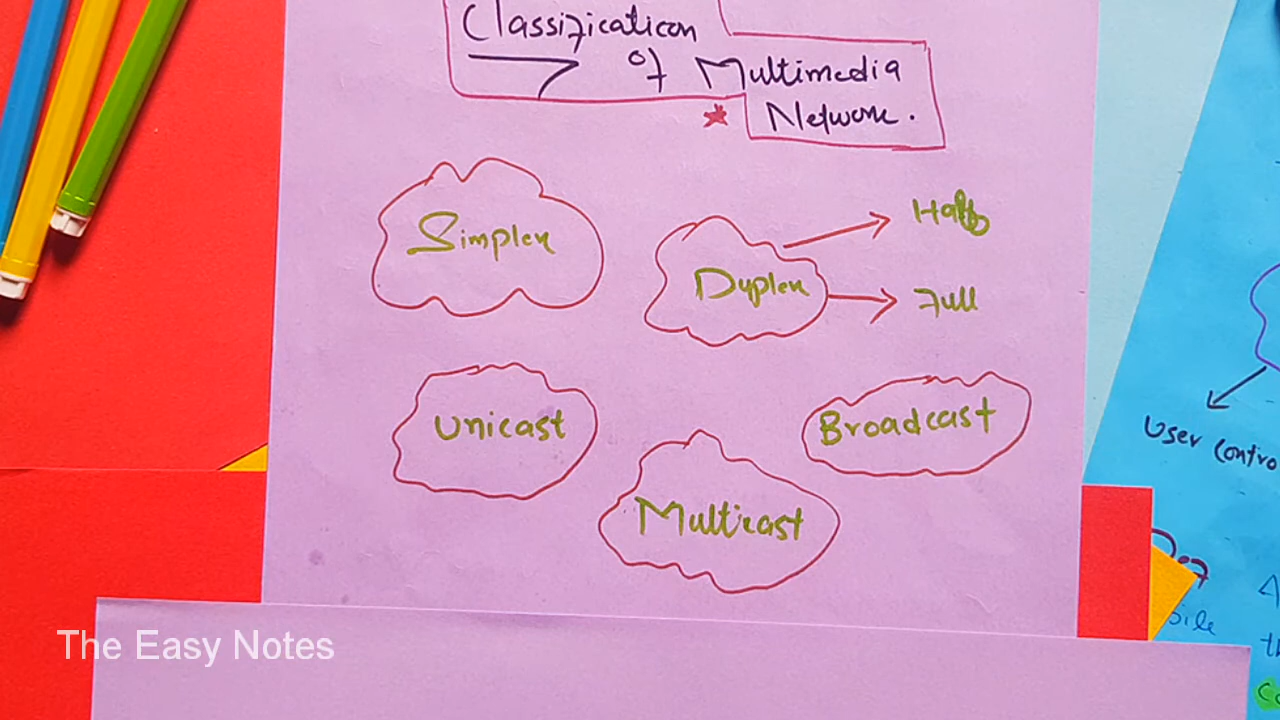 Classification
of Multimedia
Network.
Simplex
Duplex
Half
Full
Unicast
Broadcast
Multicast
User contro
The Easy Notes